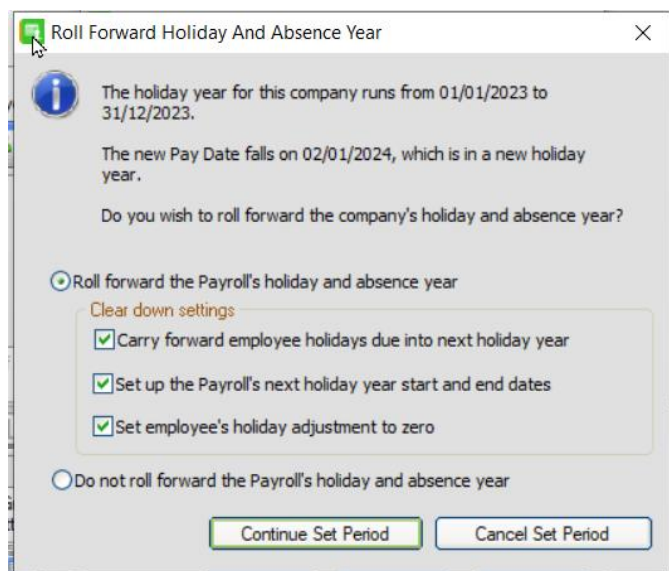 Roll Forward Holiday And Absence Year
The holiday year for this company runs from 01/01/2023 to
31/12/2023.
The new Pay Date falls on 02/01/2024, which is in a new holiday
year.
Do you wish to roll forward the company's holiday and absence year?
Roll forward the Payroll's holiday and absence year
Clear down settings
Carry forward employee holidays due into next holiday year
Set up the Payroll's next holiday year start and end dates
Set employee's holiday adjustment to zero
Do not roll forward the Payroll's holiday and absence year
Continue Set Period Cancel Set Period